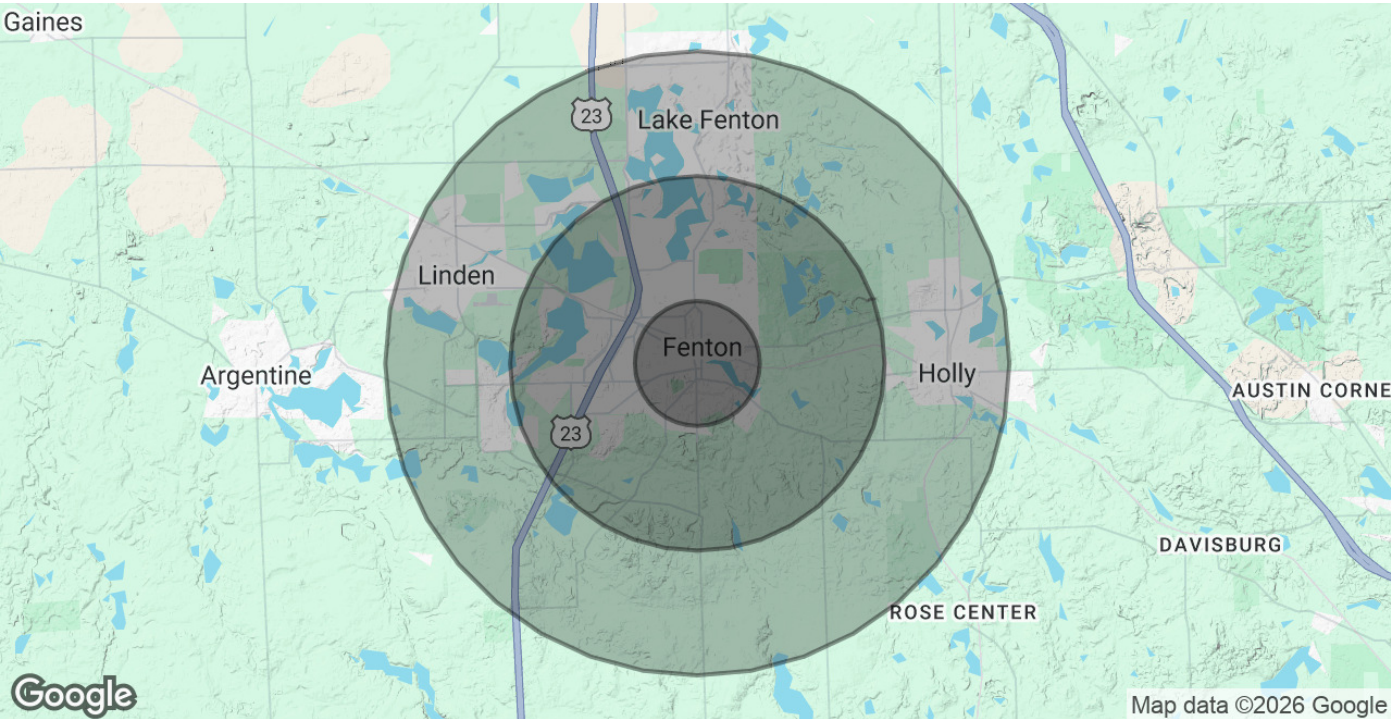 Gaines
23
Lake Fenton
Linden
Fenton
Argentine
Holly
AUSTIN CORNE
23
DAVISBURG
ROSE CENTER
Google
Map data ©2026 Google